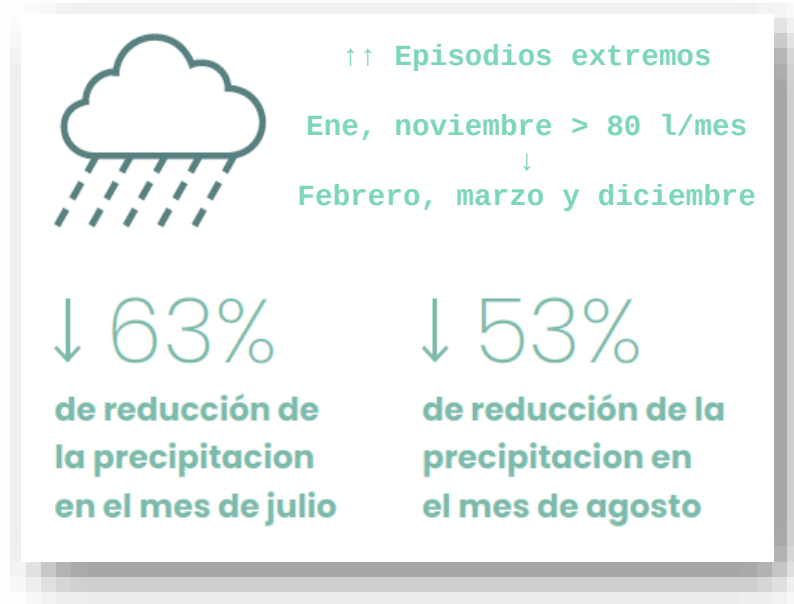 ↑↑ Episodios extremos
Ene, noviembre > 80 l/mes
↓
Febrero, marzo y diciembre
↓ 63%
de reducción de
la precipitacion
en el mes de julio
↓ 53%
de reducción de la
precipitacion en
el mes de agosto